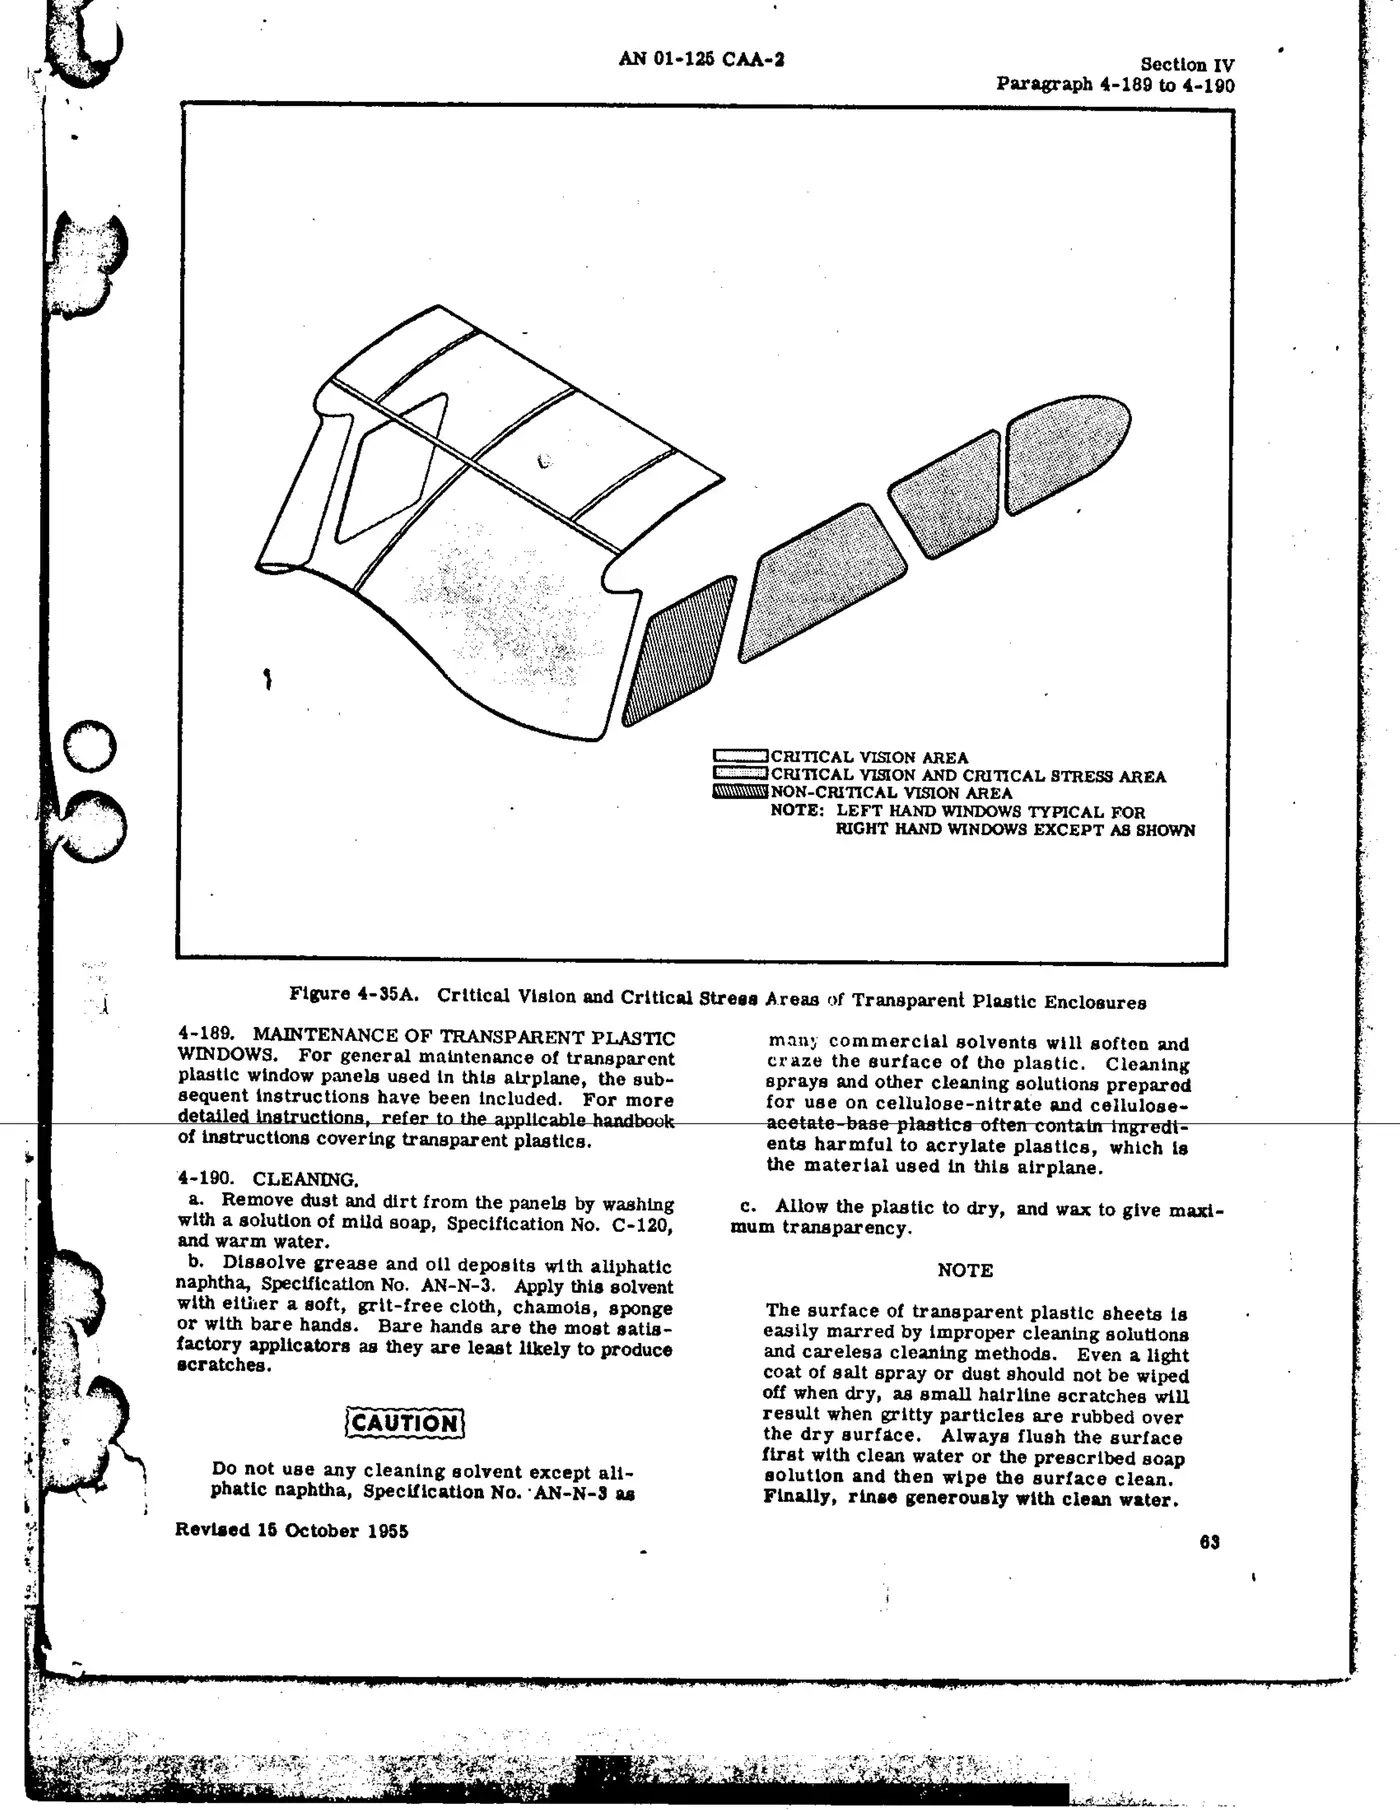 AN 01-125 CAA-2
Section IV
Paragraph 4-189 to 4-190
CRITICAL VISION AREA
CRITICAL VISION AND CRITICAL STRESS AREA
NON-CRITICAL VISION AREA
NOTE: LEFT HAND WINDOWS TYPICAL FOR
RIGHT HAND WINDOWS EXCEPT AS SHOWN
Figure 4-35A. Critical Vision and Critical Stress Areas of Transparent Plastic Enclosures
4-189. MAINTENANCE OF TRANSPARENT PLASTIC
WINDOWS. For general maintenance of transparent
plastic window panels used in this airplane, the sub-
sequent instructions have been included. For more
detailed instructions, refer to the applicable handbook
of instructions covering transparent plastics.
4-190. CLEANING.
a. Remove dust and dirt from the panels by washing
with a solution of mild soap, Specification No. C-120,
and warm water.
b. Dissolve grease and oil deposits with aliphatic
naphtha, Specification No. AN-N-3. Apply this solvent
with either a soft, grit-free cloth, chamois, sponge
or with bare hands. Bare hands are the most satis-
factory applicators as they are least likely to produce
scratches.
CAUTION
Do not use any cleaning solvent except ali-
phatic naphtha, Specification No. AN-N-3 as
many commercial solvents will soften and
craze the surface of the plastic. Cleaning
sprays and other cleaning solutions prepared
for use on cellulose-nitrate and cellulose-
acetate-base plastics often contain ingredi-
ents harmful to acrylate plastics, which is
the material used in this airplane.
c. Allow the plastic to dry, and wax to give maxi-
mum transparency.
NOTE
The surface of transparent plastic sheets is
easily marred by improper cleaning solutions
and careless cleaning methods. Even a light
coat of salt spray or dust should not be wiped
off when dry, as small hairline scratches will
result when gritty particles are rubbed over
the dry surface. Always flush the surface
first with clean water or the prescribed soap
solution and then wipe the surface clean.
Finally, rinse generously with clean water.
Revised 15 October 1955
63